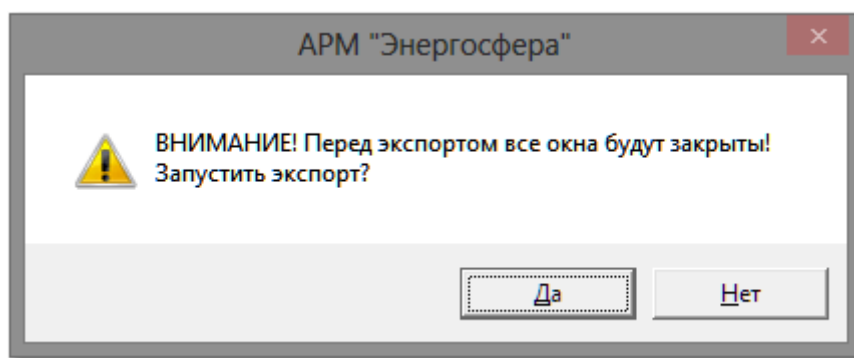 АРМ "Энергосфера"
ВНИМАНИЕ! Перед экспортом все окна будут закрыты!
Запустить экспорт?
Да
Нет